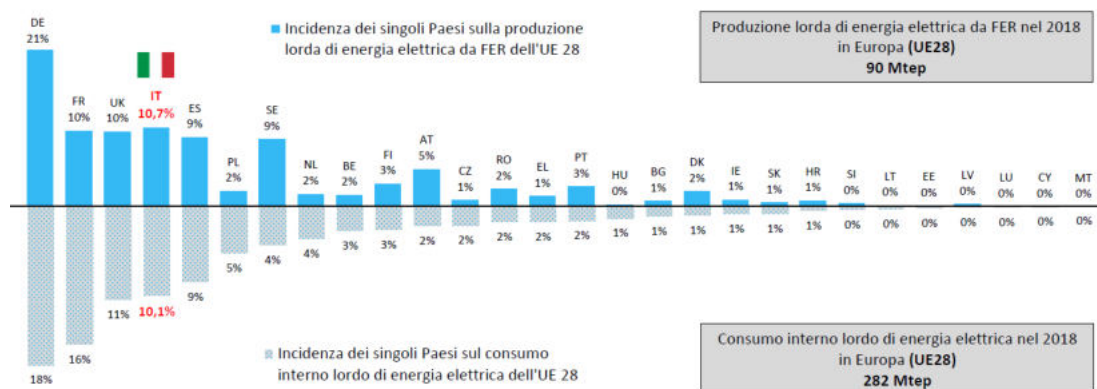 DE
21%
Incidenza dei singoli Paesi sulla produzione
lorda di energia elettrica da FER dell'UE 28
Produzione lorda di energia elettrica da FER nel 2018
in Europa (UE28)
90 Mtep
FR
10%
UK
10%
IT
10,7%
ES
9%
PL
2%
SE
9%
NL
2%
BE
2%
FI
3%
AT
5%
CZ
1%
RO
2%
EL
1%
PT
3%
HU
0%
BG
1%
DK
2%
IE
1%
SK
1%
HR
1%
SI
0%
LT
0%
EE
0%
LV
0%
LU
0%
CY
0%
MT
0%
18%
16%
11%
10,1%
9%
5%
4%
4%
3%
3%
2%
2%
2%
2%
2%
1%
1%
1%
1%
1%
1%
0%
0%
0%
0%
0%
0%
0%
Incidenza dei singoli Paesi sul consumo
interno lordo di energia elettrica dell'UE 28
Consumo interno lordo di energia elettrica nel 2018
in Europa (UE28)
282 Mtep